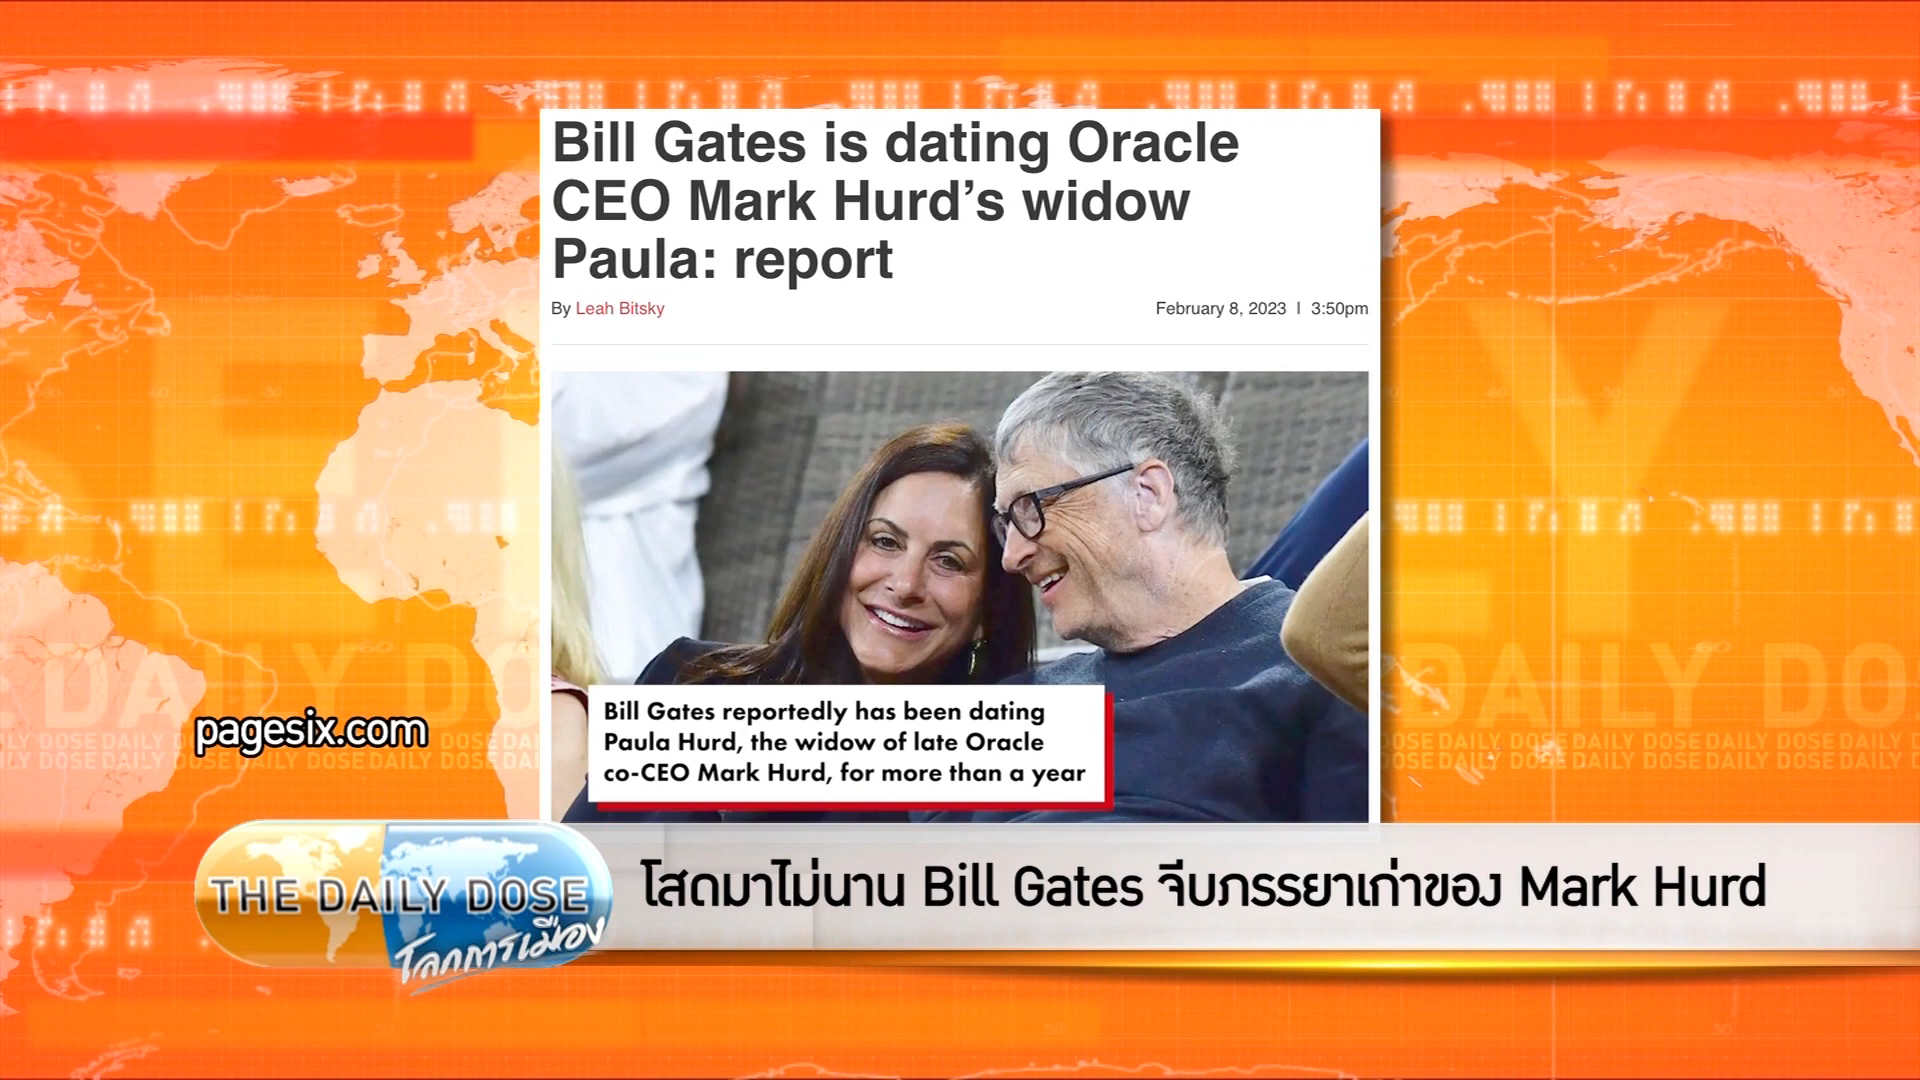 Bill Gates is dating Oracle
CEO Mark Hurd’s widow
Paula: report
By Leah Bitsky
February 8, 2023 | 3:50pm
Bill Gates reportedly has been dating
Paula Hurd, the widow of late Oracle
co-CEO Mark Hurd, for more than a year
pagesix.com
THE DAILY DOSE
โลกการเมือง
โสดมาไม่นาน Bill Gates จีบภรรยาเก่าของ Mark Hurd
DAILY DO
DAILY DO